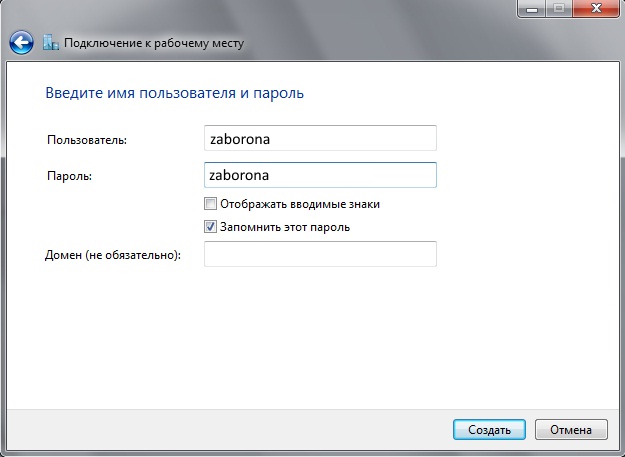 Подключение к рабочему месту
Введите имя пользователя и пароль
Пользователь: zaborona
Пароль: zaborona
Отображать вводимые знаки
Запомнить этот пароль
Домен (не обязательно):
Создать Отмена